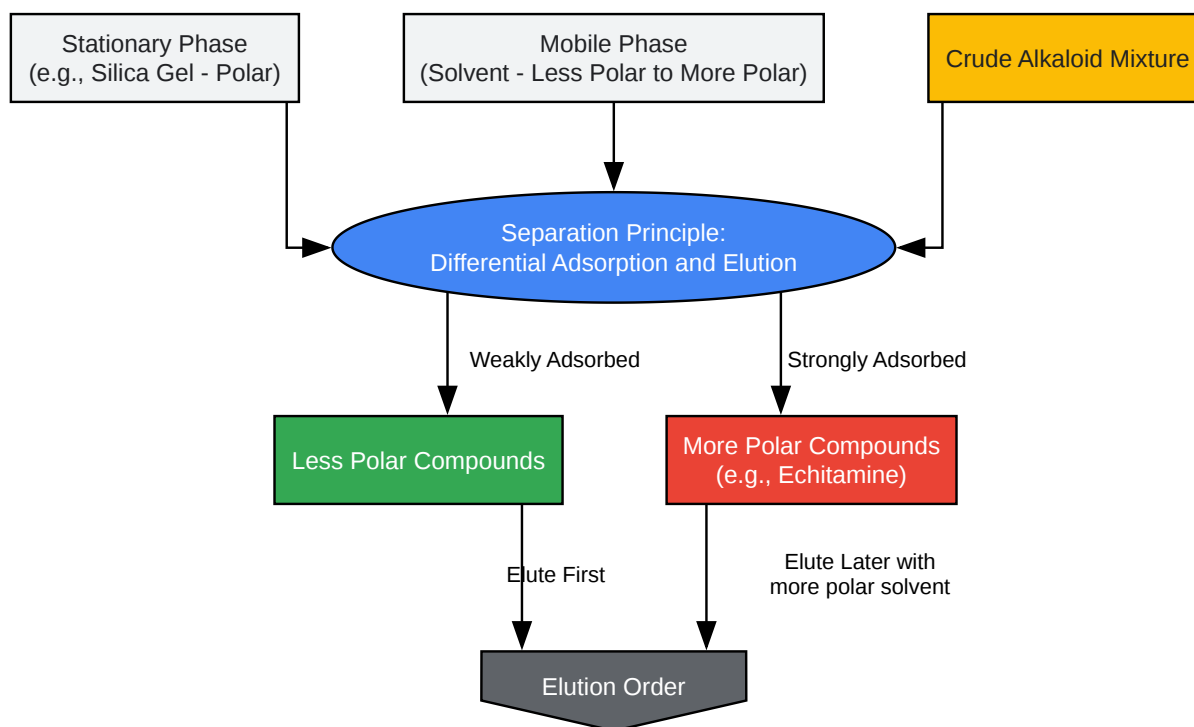 Stationary Phase
(e.g., Silica Gel - Polar)
Mobile Phase
(Solvent - Less Polar to More Polar)
Crude Alkaloid Mixture
Separation Principle:
Differential Adsorption and Elution
Weakly Adsorbed
Strongly Adsorbed
Less Polar Compounds
More Polar Compounds
(e.g., Echitamine)
Elute First
Elute Later with
more polar solvent
Elution Order